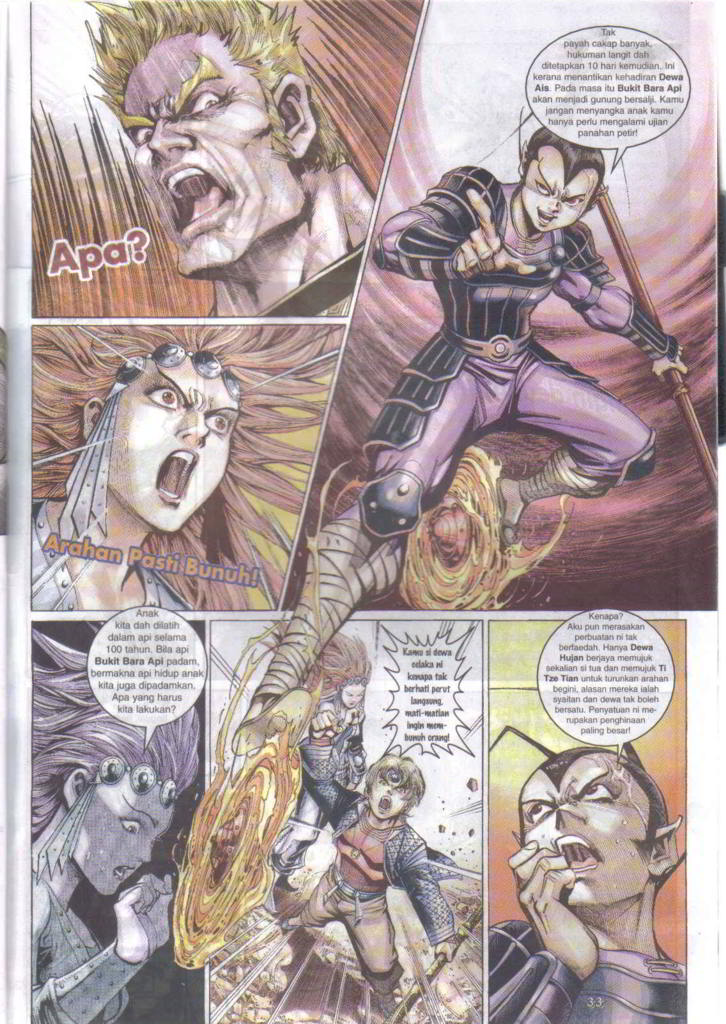 Apa?
Tak
payah cakap banyak,
hukuman langit dah
ditetapkan 10 hari kemudian. Ini
kerana menantikan kehadiran Dewa
Ais. Pada masa itu Bukit Bara Api
akan menjadi gunung bersalji. Kamu
jangan menyangka anak kamu
hanya perlu mengalami ujian
panahan petir!
Arahan Pasti Bunuh!
Anak
kita dah dilatih
dalam api selama
100 tahun. Bila api
Bukit Bara Api padam,
bermakna api hidup anak
kita juga dipadamkan.
Apa yang harus
kita lakukan?
Kamu si dewa
celaka ni
kenapa tak
berhati perut
langsung,
mati-matian
ingin mem-
bunuh orang!
Kenapa?
Aku pun merasakan
perbuatan ni tak
berfaedah. Hanya Dewa
Hujan berjaya memujuk
sekalian si tua dan memujuk Ti
Tze Tian untuk turunkan arahan
begini, alasan mereka ialah
syaitan dan dewa tak boleh
bersatu. Penyatuan ni me-
rupakan penghinaan
paling besar!
33